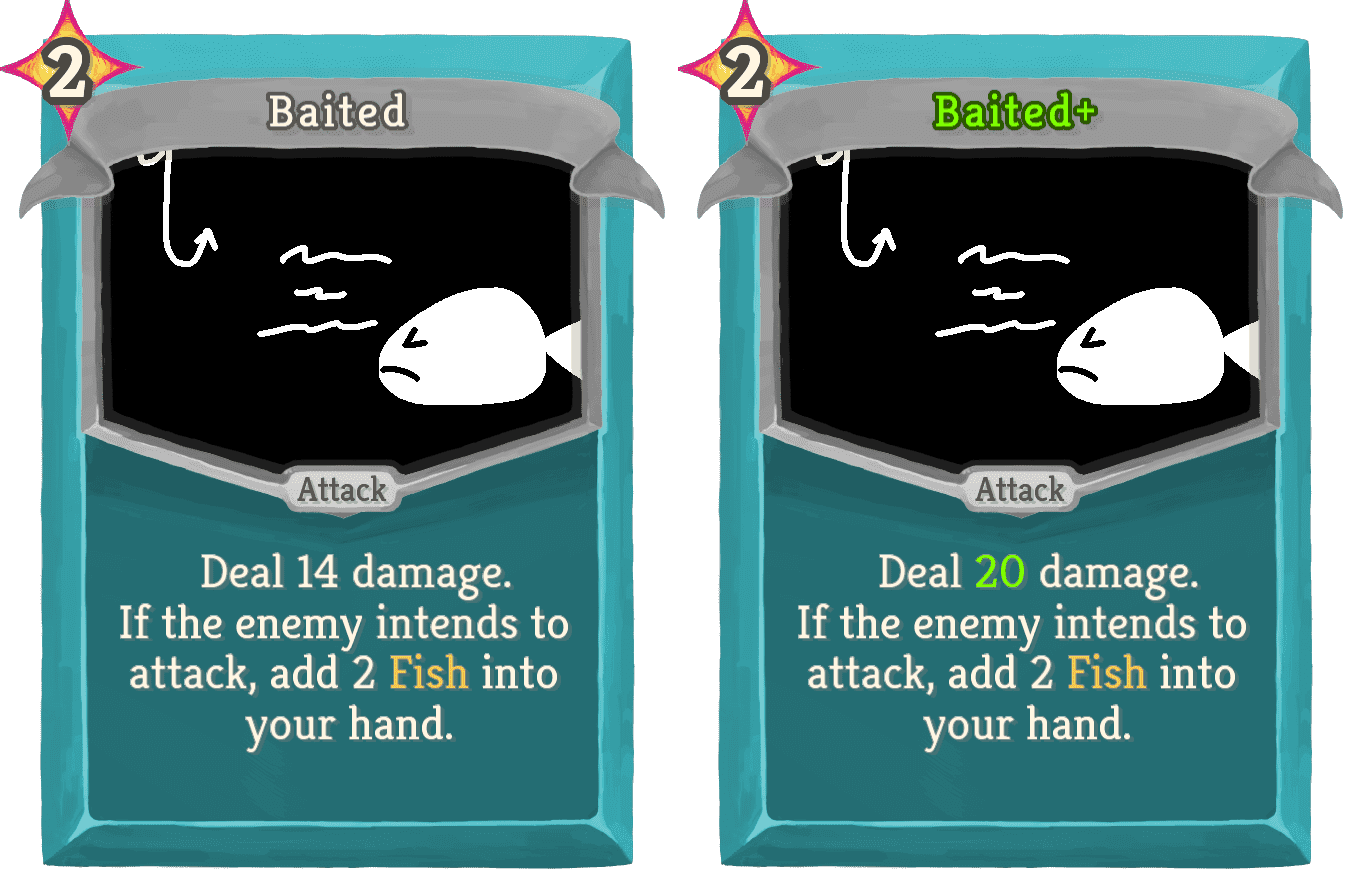 2
Baited
Attack
Deal 14 damage.
If the enemy intends to
attack, add 2 Fish into
your hand.
2
Baited+
Attack
Deal 20 damage.
If the enemy intends to
attack, add 2 Fish into
your hand.